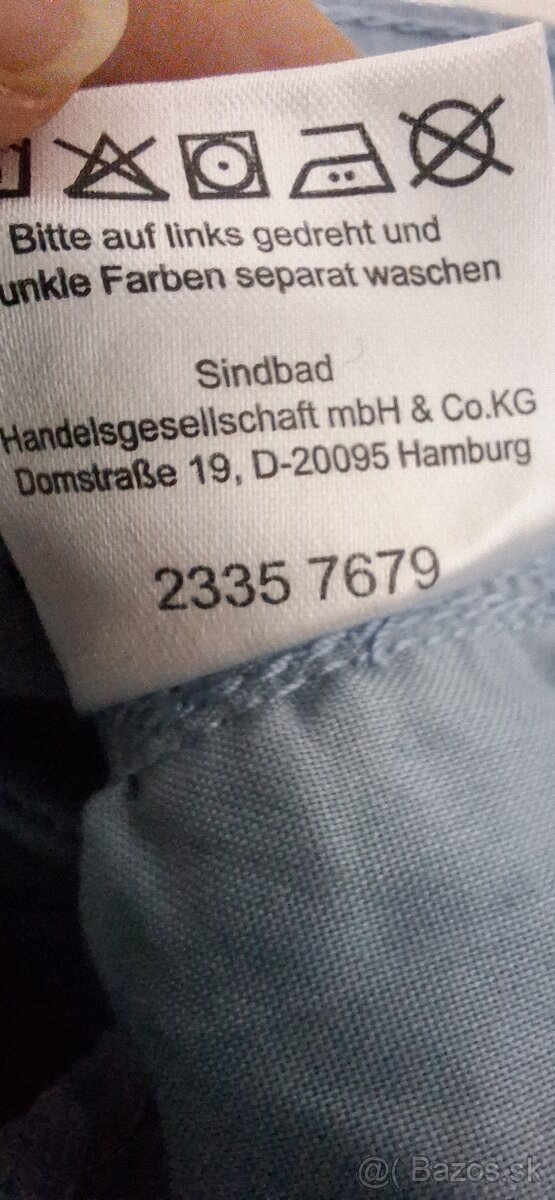 Bitte auf links gedreht und
unkle Farben separat waschen
Sindbad
Handelsgesellschaft mbH & Co.KG
Domstraße 19, D-20095 Hamburg
2335 7679
@( Bazos.sk